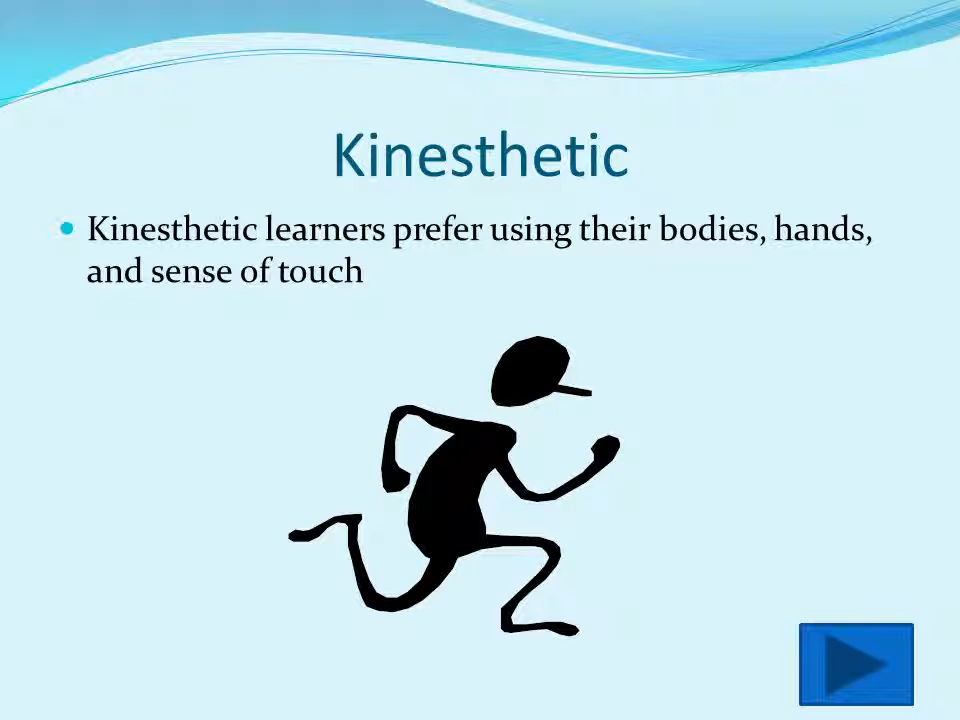 Kinesthetic
Kinesthetic learners prefer using their bodies, hands,
and sense of touch